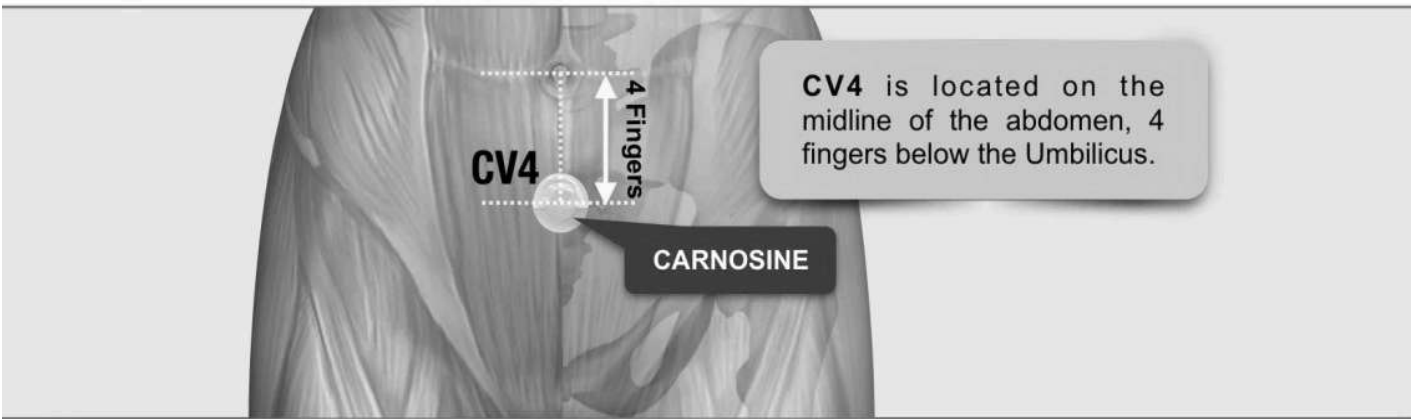 4 Fingers
CV4
CARNOSINE
CV4 is located on the
midline of the abdomen, 4
fingers below the Umbilicus.